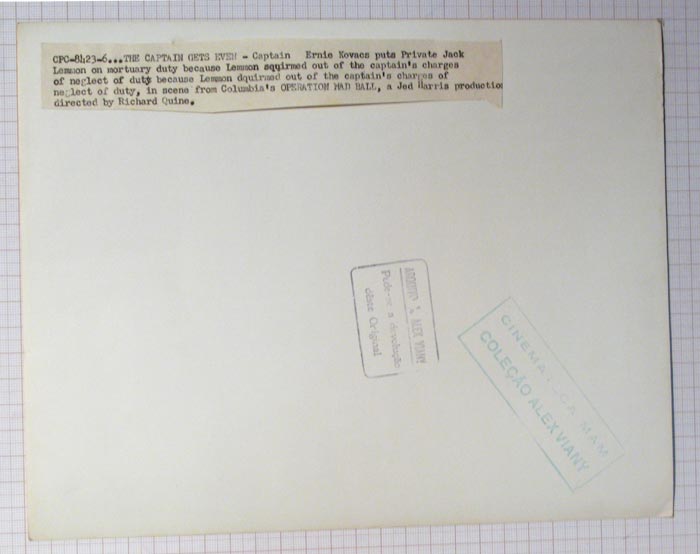 CPC-8423-6...THE CAPTAIN GETS EVEN - Captain   Ernie Kovacs puts Private Jack
Lemmon on mortuary duty because Lemmon squirmed out of the captain's charges
of neglect of duty because Lemmon dquirmed out of the captain's charges of
neglect of duty, in scene from Columbia's OPERATION MAD BALL, a Jed Harris production
directed by Richard Quine.
ARQUIVO ALEX VIANY
Pede-se a devolução
dêste Original
CINEMATECA MAM
COLEÇÃO ALEX VIANY